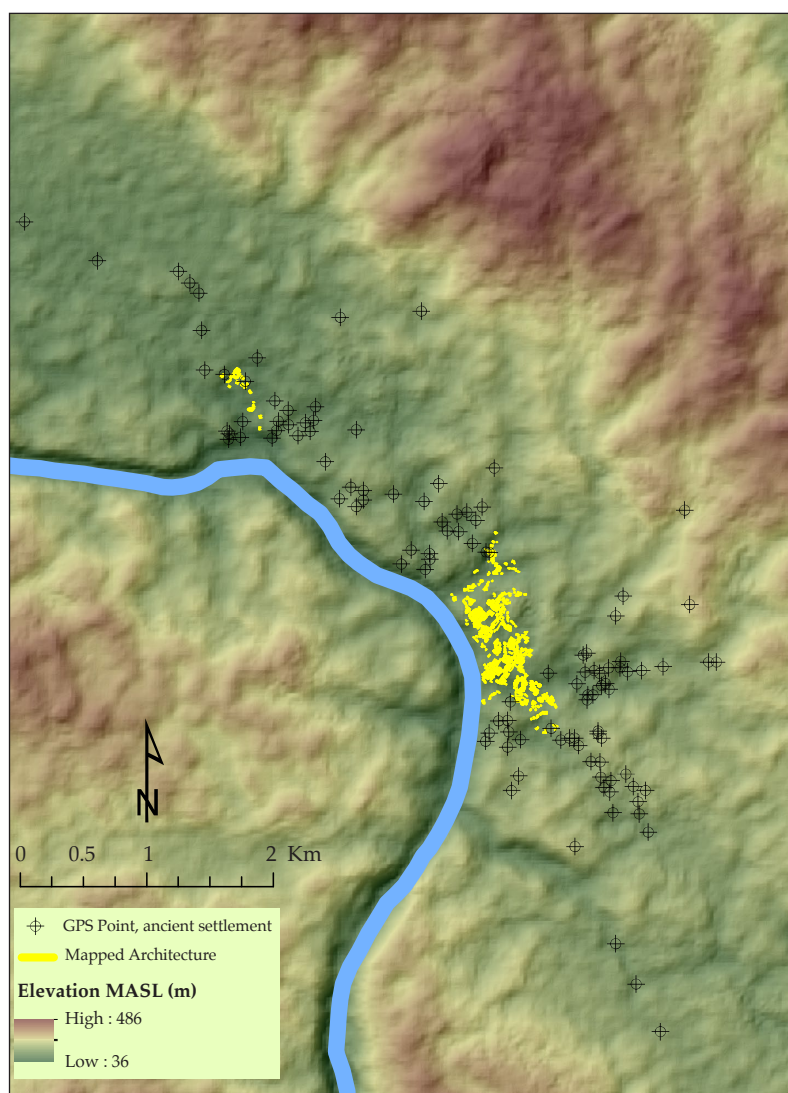 N
0 0.5 1 2 Km
GPS Point, ancient settlement
Mapped Architecture
Elevation MASL (m)
High : 486
Low : 36